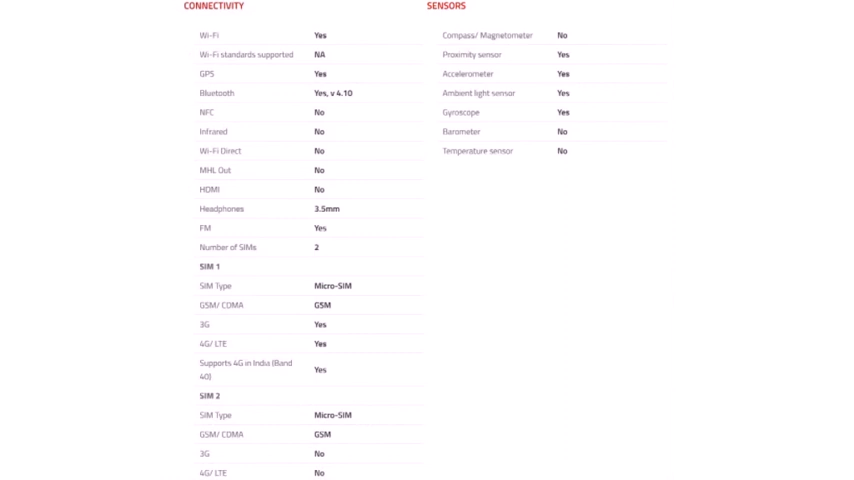 CONNECTIVITY
Wi-Fi Yes
Wi-Fi standards supported NA
GPS Yes
Bluetooth Yes, v 4.10
NFC No
Infrared No
Wi-Fi Direct No
MHL Out No
HDMI No
Headphones 3.5mm
FM Yes
Number of SIMs 2
SIM 1
SIM Type Micro-SIM
GSM/ CDMA GSM
3G Yes
4G/ LTE Yes
Supports 4G in India (Band
40) Yes
SIM 2
SIM Type Micro-SIM
GSM/ CDMA GSM
3G No
4G/ LTE No
SENSORS
Compass/ Magnetometer No
Proximity sensor Yes
Accelerometer Yes
Ambient light sensor Yes
Gyroscope Yes
Barometer No
Temperature sensor No